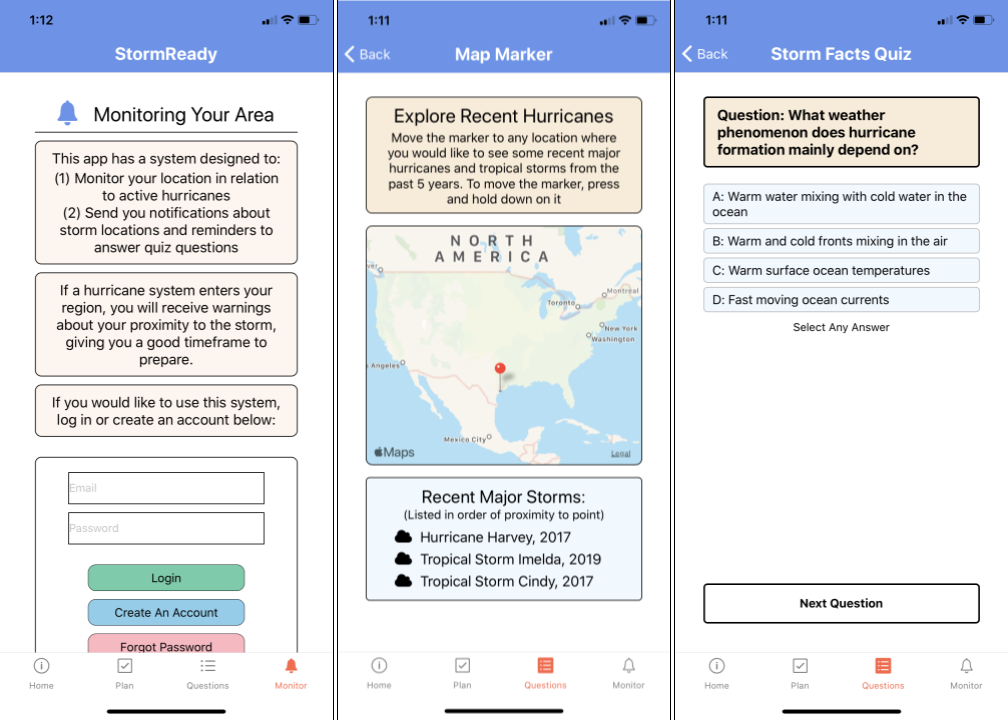 1:12
StormReady
Monitoring Your Area
This app has a system designed to:
(1) Monitor your location in relation
to active hurricanes
(2) Send you notifications about
storm locations and reminders to
answer quiz questions
If a hurricane system enters your
region, you will receive warnings
about your proximity to the storm,
giving you a good timeframe to
prepare.
If you would like to use this system,
log in or create an account below:
Email
Password
Login
Create An Account
Forgot Password
Home
Plan
Questions
Monitor
1:11
Back
Map Marker
Explore Recent Hurricanes
Move the marker to any location where
you would like to see some recent major
hurricanes and tropical storms from the
past 5 years. To move the marker, press
and hold down on it
NORTH
AMERICA
ver
Montreal
Toronto
New York
Washington
Angeles
Mexico City
Maps
Legal
Recent Major Storms:
(Listed in order of proximity to point)
Hurricane Harvey, 2017
Tropical Storm Imelda, 2019
Tropical Storm Cindy, 2017
Home
Plan
Questions
Monitor
1:11
Back
Storm Facts Quiz
Question: What weather
phenomenon does hurricane
formation mainly depend on?
A: Warm water mixing with cold water in the
ocean
B: Warm and cold fronts mixing in the air
C: Warm surface ocean temperatures
D: Fast moving ocean currents
Select Any Answer
Next Question
Home
Plan
Questions
Monitor